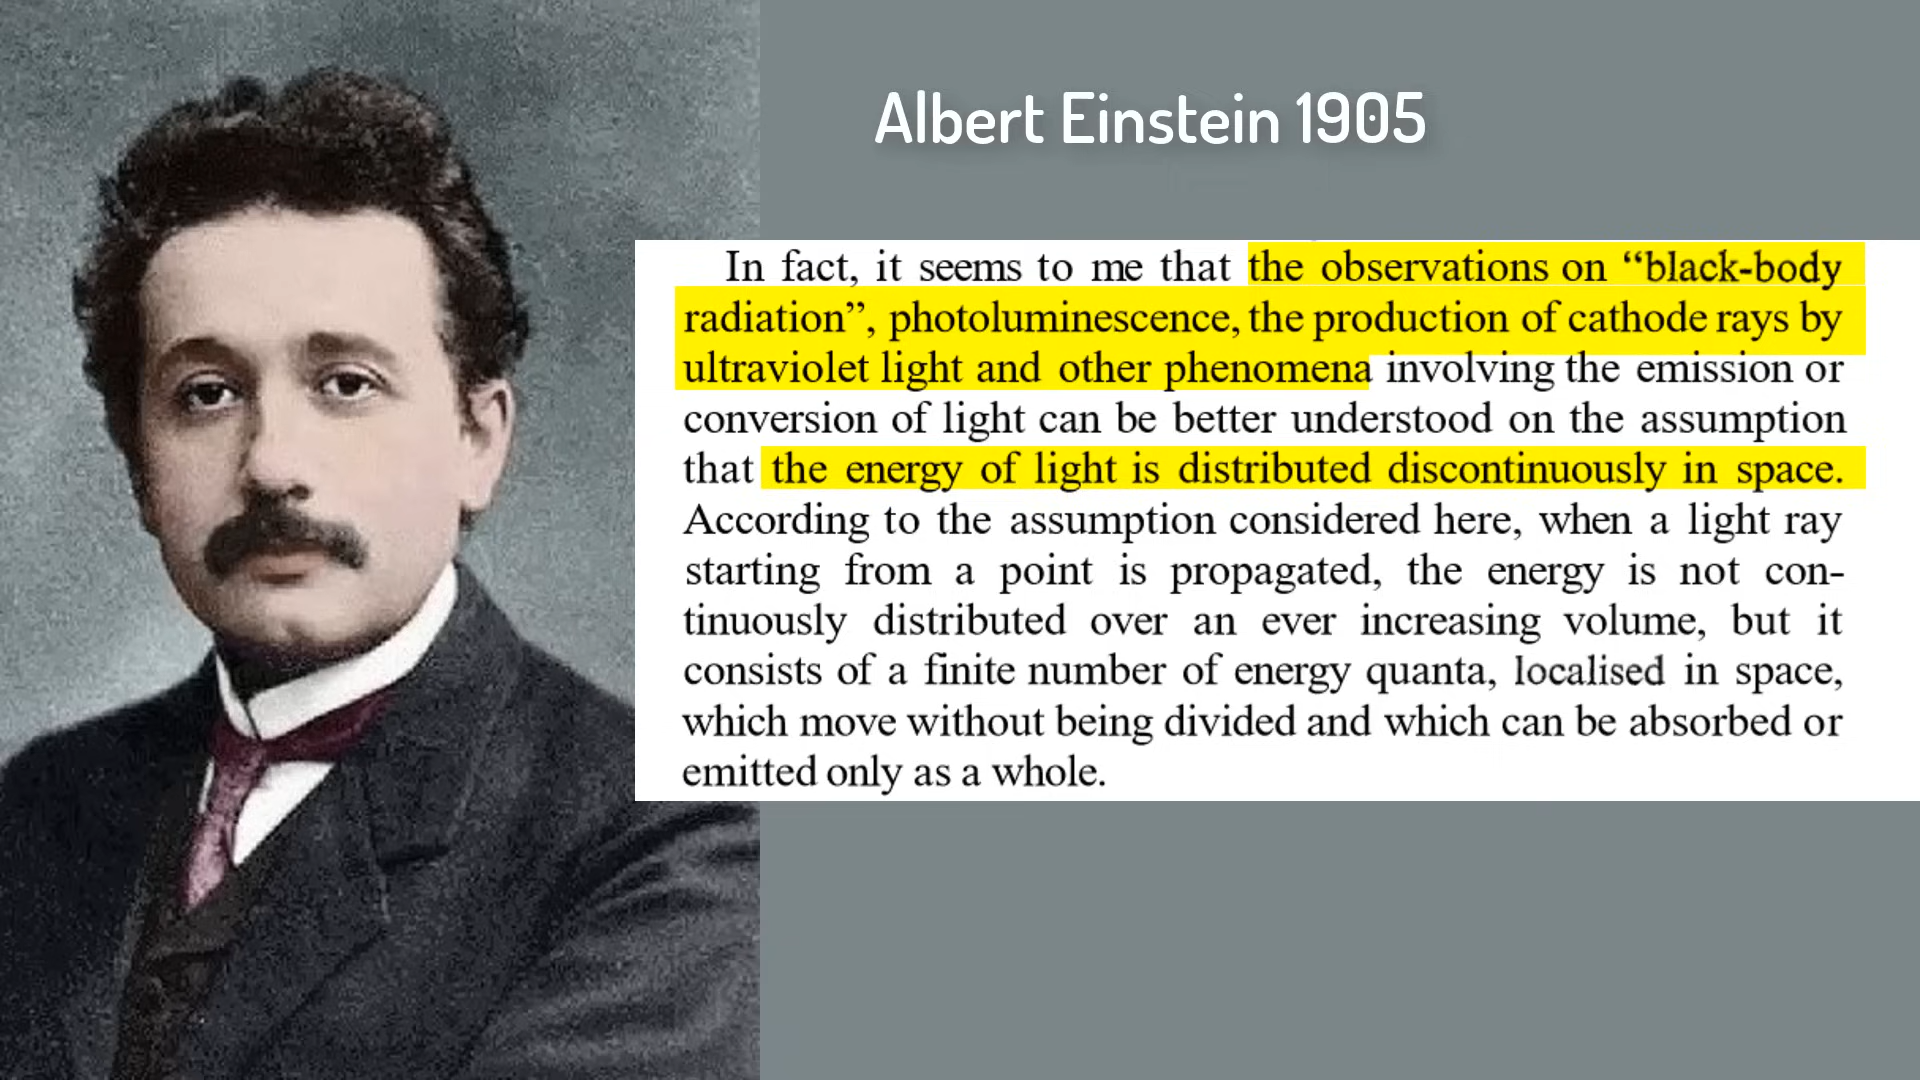 Albert Einstein 1905
In fact, it seems to me that the observations on “black-body
radiation”, photoluminescence, the production of cathode rays by
ultraviolet light and other phenomena involving the emission or
conversion of light can be better understood on the assumption
that the energy of light is distributed discontinuously in space.
According to the assumption considered here, when a light ray
starting from a point is propagated, the energy is not con-
tinuously distributed over an ever increasing volume, but it
consists of a finite number of energy quanta, localised in space,
which move without being divided and which can be absorbed or
emitted only as a whole.